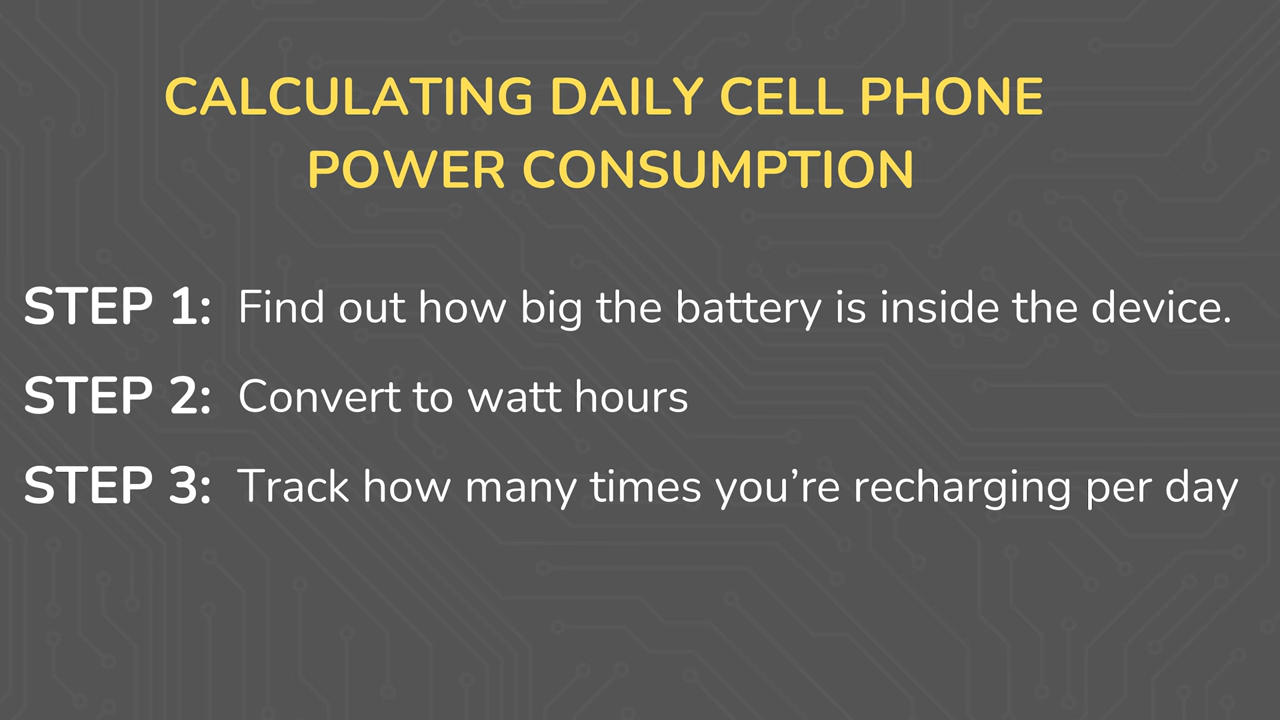 CALCULATING DAILY CELL PHONE
POWER CONSUMPTION
STEP 1: Find out how big the battery is inside the device.
STEP 2: Convert to watt hours
STEP 3: Track how many times you’re recharging per day